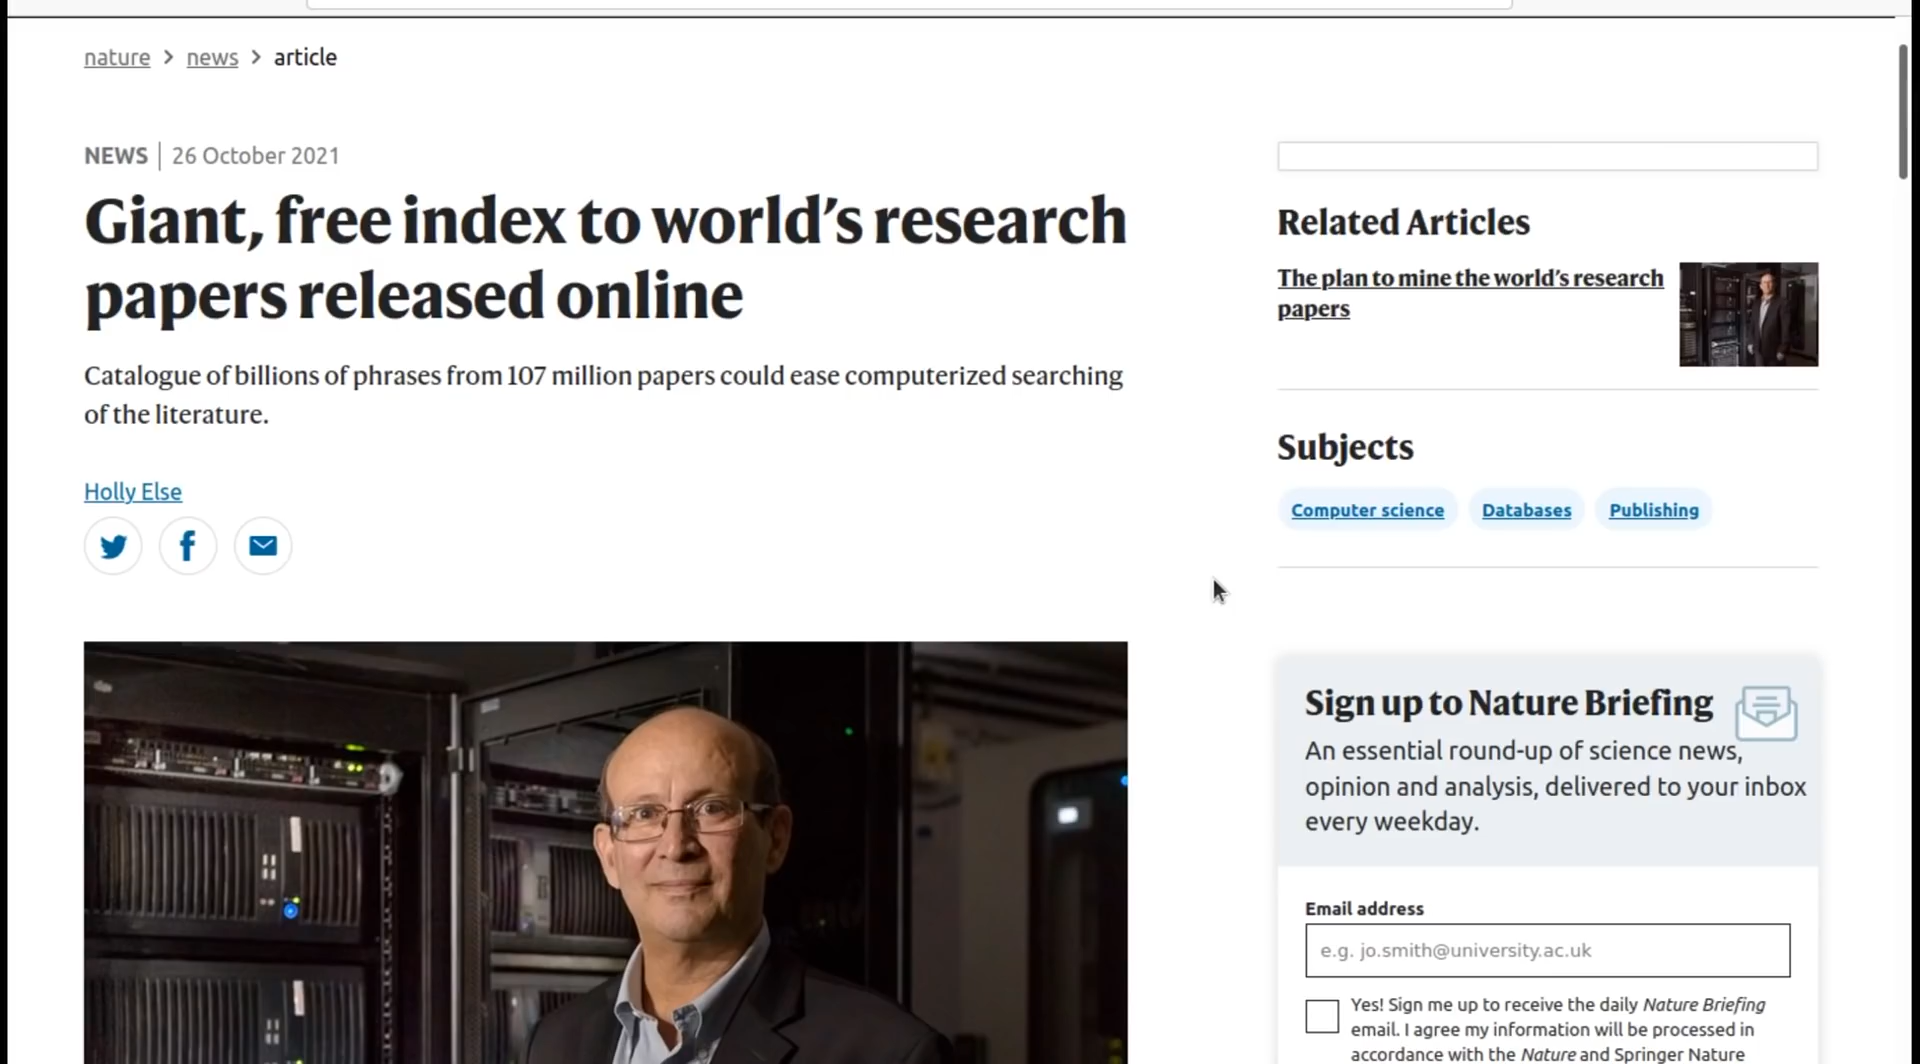 nature > news > article
NEWS | 26 October 2021
Giant, free index to world’s research
papers released online
Catalogue of billions of phrases from 107 million papers could ease computerized searching
of the literature.
Holly Else
Related Articles
The plan to mine the world’s research
papers
Subjects
Computer science Databases Publishing
Sign up to Nature Briefing
An essential round-up of science news,
opinion and analysis, delivered to your inbox
every weekday.
Email address
e.g. jo.smith@university.ac.uk
Yes! Sign me up to receive the daily Nature Briefing
email. I agree my information will be processed in
accordance with the Nature and Springer Nature